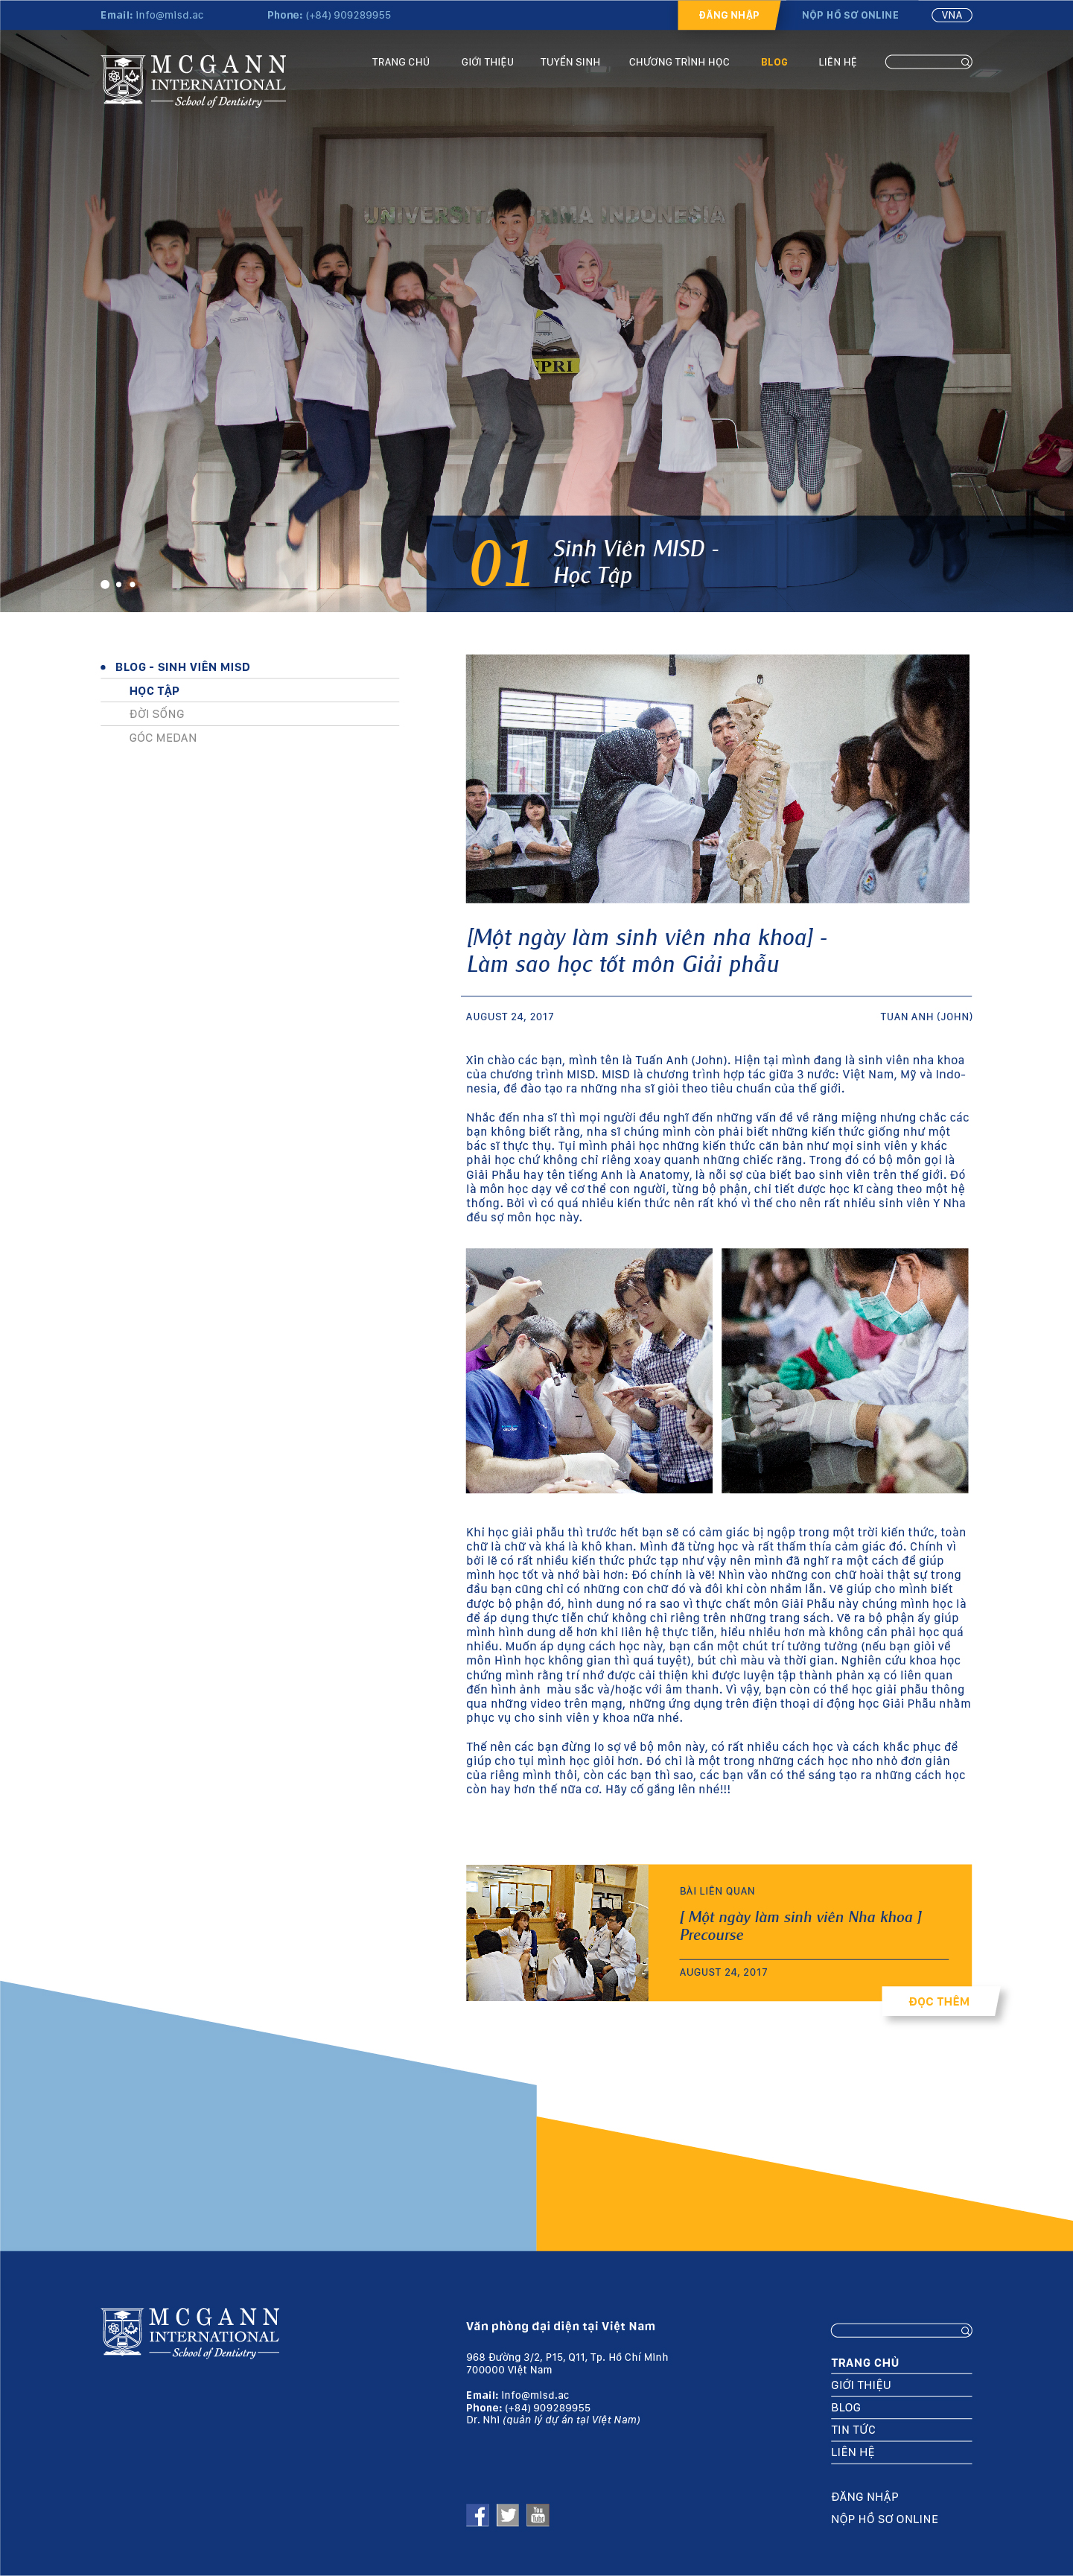 Email: info@misd.ac
Phone: (+84) 909289955
ĐĂNG NHẬP
NỘP HỒ SƠ ONLINE
VNA
MCGANN
INTERNATIONAL
School of Dentistry
TRANG CHỦ
GIỚI THIỆU
TUYỂN SINH
CHƯƠNG TRÌNH HỌC
BLOG
LIÊN HỆ
INDONESIA
PRI
01
Sinh Viên MISD -
Học Tập
BLOG - SINH VIÊN MISD
HỌC TẬP
ĐỜI SỐNG
GÓC MEDAN
[Một ngày làm sinh viên nha khoa] -
Làm sao học tốt môn Giải phẫu
AUGUST 24, 2017
TUAN ANH (JOHN)
Xin chào các bạn, mình tên là Tuấn Anh (John). Hiện tại mình đang là sinh viên nha khoa
của chương trình MISD. MISD là chương trình hợp tác giữa 3 nước: Việt Nam, Mỹ và Indo-
nesia, để đào tạo ra những nha sĩ giỏi theo tiêu chuẩn của thế giới.
Nhắc đến nha sĩ thì mọi người đều nghĩ đến những vấn đề về răng miệng nhưng chắc các
bạn không biết rằng, nha sĩ chúng mình còn phải biết những kiến thức giống như một
bác sĩ thực thụ. Tụi mình phải học những kiến thức căn bản như mọi sinh viên y khác
phải học chứ không chỉ riêng xoay quanh những chiếc răng. Trong đó có bộ môn gọi là
Giải Phẫu hay tên tiếng Anh là Anatomy, là nỗi sợ của biết bao sinh viên trên thế giới. Đó
là môn học dạy về cơ thể con người, từng bộ phận, chi tiết được học kĩ càng theo một hệ
thống. Bởi vì có quá nhiều kiến thức nên rất khó vì thế cho nên rất nhiều sinh viên Y Nha
đều sợ môn học này.
Khi học giải phẫu thì trước hết bạn sẽ có cảm giác bị ngộp trong một trời kiến thức, toàn
chữ là chữ và khá là khô khan. Mình đã từng học và rất thấm thía cảm giác đó. Chính vì
bởi lẽ có rất nhiều kiến thức phức tạp như vậy nên mình đã nghĩ ra một cách để giúp
mình học tốt và nhớ bài hơn: Đó chính là vẽ! Nhìn vào những con chữ hoài thật sự trong
đầu bạn cũng chỉ có những con chữ đó và đôi khi còn nhầm lẫn. Vẽ giúp cho mình biết
được bộ phận đó, hình dung nó ra sao vì thực chất môn Giải Phẫu này chúng mình học là
để áp dụng thực tiễn chứ không chỉ riêng trên những trang sách. Vẽ ra bộ phận ấy giúp
mình hình dung dễ hơn khi liên hệ thực tiễn, hiểu nhiều hơn mà không cần phải học quá
nhiều. Muốn áp dụng cách học này, bạn cần một chút trí tưởng tưởng (nếu bạn giỏi về
môn Hình học không gian thì quá tuyệt), bút chì màu và thời gian. Nghiên cứu khoa học
chứng minh rằng trí nhớ được cải thiện khi được luyện tập thành phản xạ có liên quan
đến hình ảnh  màu sắc và/hoặc với âm thanh. Vì vậy, bạn còn có thể học giải phẫu thông
qua những video trên mạng, những ứng dụng trên điện thoại di động học Giải Phẫu nhằm
phục vụ cho sinh viên y khoa nữa nhé.
Thế nên các bạn đừng lo sợ về bộ môn này, có rất nhiều cách học và cách khắc phục để
giúp cho tụi mình học giỏi hơn. Đó chỉ là một trong những cách học nho nhỏ đơn giản
của riêng mình thôi, còn các bạn thì sao, các bạn vẫn có thể sáng tạo ra những cách học
còn hay hơn thế nữa cơ. Hãy cố gắng lên nhé!!!
BÀI LIÊN QUAN
[ Một ngày làm sinh viên Nha khoa ]
Precourse
AUGUST 24, 2017
ĐỌC THÊM
MCGANN
INTERNATIONAL
School of Dentistry
Văn phòng đại diện tại Việt Nam
968 Đường 3/2, P15, Q11, Tp. Hồ Chí Minh
700000 Việt Nam
Email: info@misd.ac
Phone: (+84) 909289955
Dr. Nhi (quản lý dự án tại Việt Nam)
TRANG CHỦ
GIỚI THIỆU
BLOG
TIN TỨC
LIÊN HỆ
ĐĂNG NHẬP
NỘP HỒ SƠ ONLINE
You
Tube